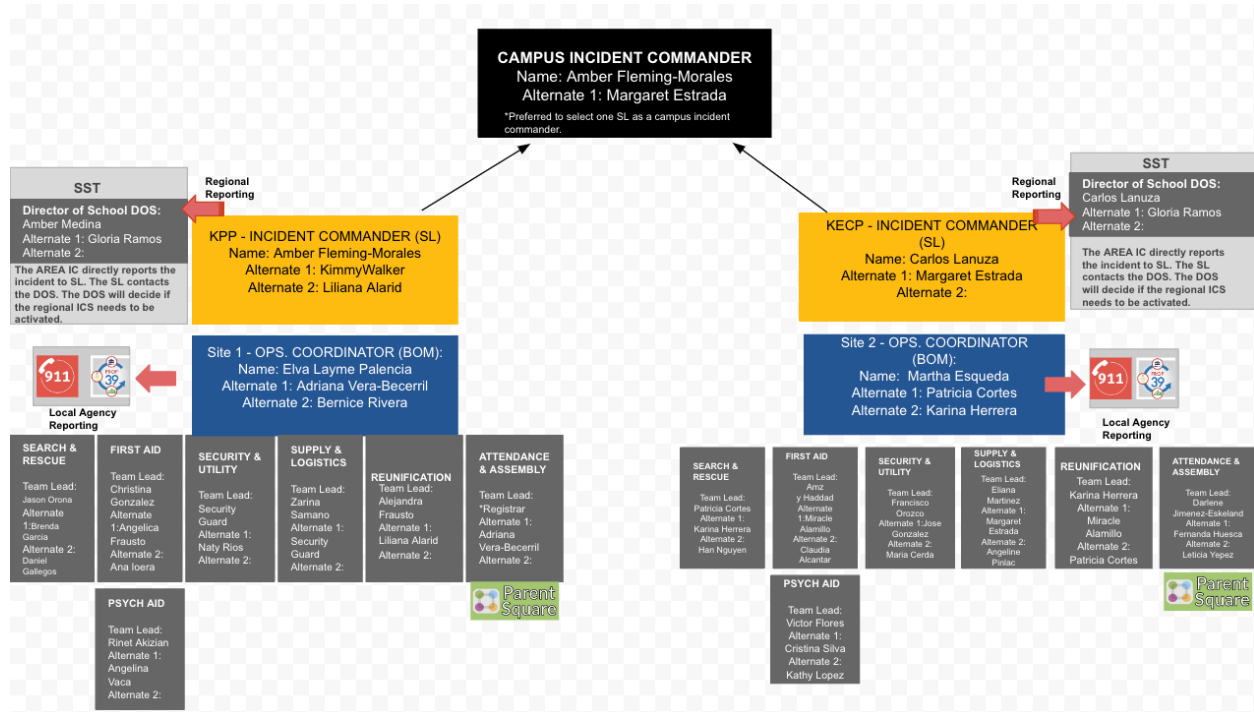 CAMPUS INCIDENT COMMANDER
Name: Amber Fleming-Morales
Alternate 1: Margaret Estrada
*Preferred to select one SL as a campus incident
commander.
SST
Director of School DOS:
Amber Medina
Alternate 1: Gloria Ramos
Alternate 2:
The AREA IC directly reports the
incident to SL. The SL contacts
the DOS. The DOS will decide if
the regional ICS needs to be
activated.
Regional
Reporting
KPP - INCIDENT COMMANDER (SL)
Name: Amber Fleming-Morales
Alternate 1: KimmyWalker
Alternate 2: Liliana Alarid
Regional
Reporting
KECP - INCIDENT COMMANDER
(SL)
Name: Carlos Lanuza
Alternate 1: Margaret Estrada
Alternate 2:
SST
Director of School DOS:
Carlos Lanuza
Alternate 1: Gloria Ramos
Alternate 2:
The AREA IC directly reports
the incident to SL. The SL
contacts the DOS. The DOS
will decide if the regional ICS
needs to be activated.
911
PROP
39
Local Agency
Reporting
Site 1 - OPS. COORDINATOR (BOM):
Name: Elva Layme Palencia
Alternate 1: Adriana Vera-Becerril
Alternate 2: Bernice Rivera
Site 2 - OPS. COORDINATOR
(BOM):
Name:  Martha Esqueda
Alternate 1: Patricia Cortes
Alternate 2: Karina Herrera
911
PROP
39
Local Agency
Reporting
SEARCH &
RESCUE
Team Lead:
Jason Orona
Alternate
1:Brenda
Garcia
Alternate 2:
Daniel
Gallegos
FIRST AID
Team Lead:
Christina
Gonzalez
Alternate
1:Angelica
Frausto
Alternate 2:
Ana loera
SECURITY &
UTILITY
Team Lead:
Security
Guard
Alternate 1:
Naty Rios
Alternate 2:
SUPPLY &
LOGISTICS
Team Lead:
Zarina
Samano
Alternate 1:
Security
Guard
Alternate 2:
REUNIFICATION
Team Lead:
Alejandra
Frausto
Alternate 1:
Liliana Alarid
Alternate 2:
ATTENDANCE
& ASSEMBLY
Team Lead:
*Registrar
Alternate 1:
Adriana
Vera-Becerril
Alternate 2:
Parent
Square
PSYCH AID
Team Lead:
Rinet Akizian
Alternate 1:
Angelina
Vaca
Alternate 2:
SEARCH &
RESCUE
Team Lead:
Patricia Cortes
Alternate 1:
Karina Herrera
Alternate 2:
Han Nguyen
FIRST AID
Team Lead:
Amz
y Haddad
Alternate
1:Miracle
Alamillo
Alternate 2:
Claudia
Alcantar
SECURITY &
UTILITY
Team Lead:
Francisco
Orozco
Alternate 1:Jose
Gonzalez
Alternate 2:
Maria Cerda
SUPPLY &
LOGISTICS
Team Lead:
Eliana
Martinez
Alternate 1:
Margaret
Estrada
Alternate 2:
Angeline
Pinlac
REUNIFICATION
Team Lead:
Karina Herrera
Alternate 1:
Miracle
Alamillo
Alternate 2:
Patricia Cortes
ATTENDANCE
& ASSEMBLY
Team Lead:
Darlene
Jimenez-Eskeland
Alternate 1:
Fernanda Huesca
Alternate 2:
Leticia Yepez
Parent
Square
PSYCH AID
Team Lead:
Victor Flores
Alternate 1:
Cristina Silva
Alternate 2:
Kathy Lopez